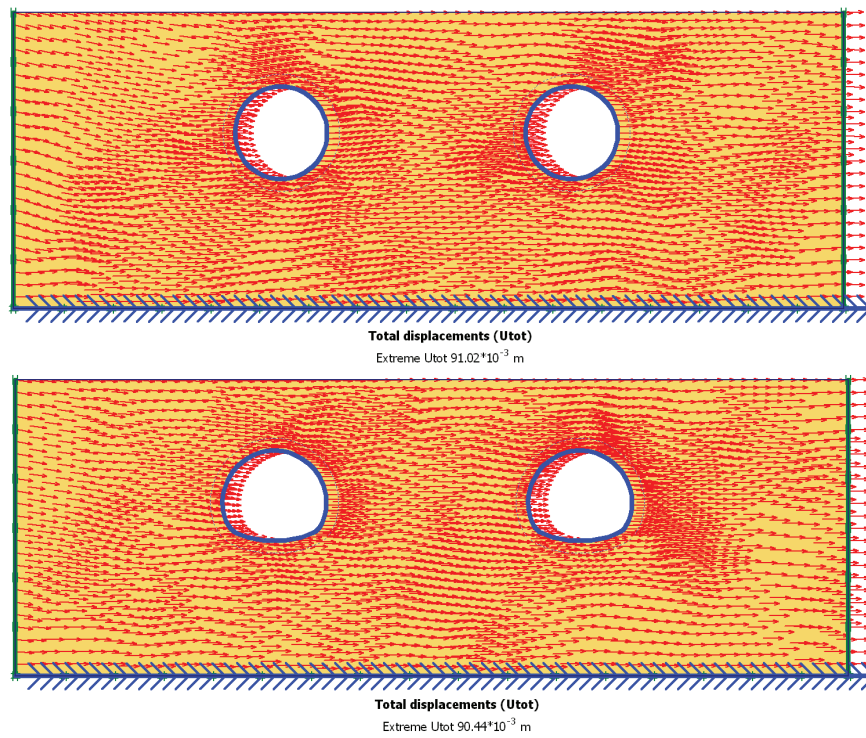 Total displacements (Utot)
Extreme Utot 91.02*10⁻³ m
Total displacements (Utot)
Extreme Utot 90.44*10⁻³ m